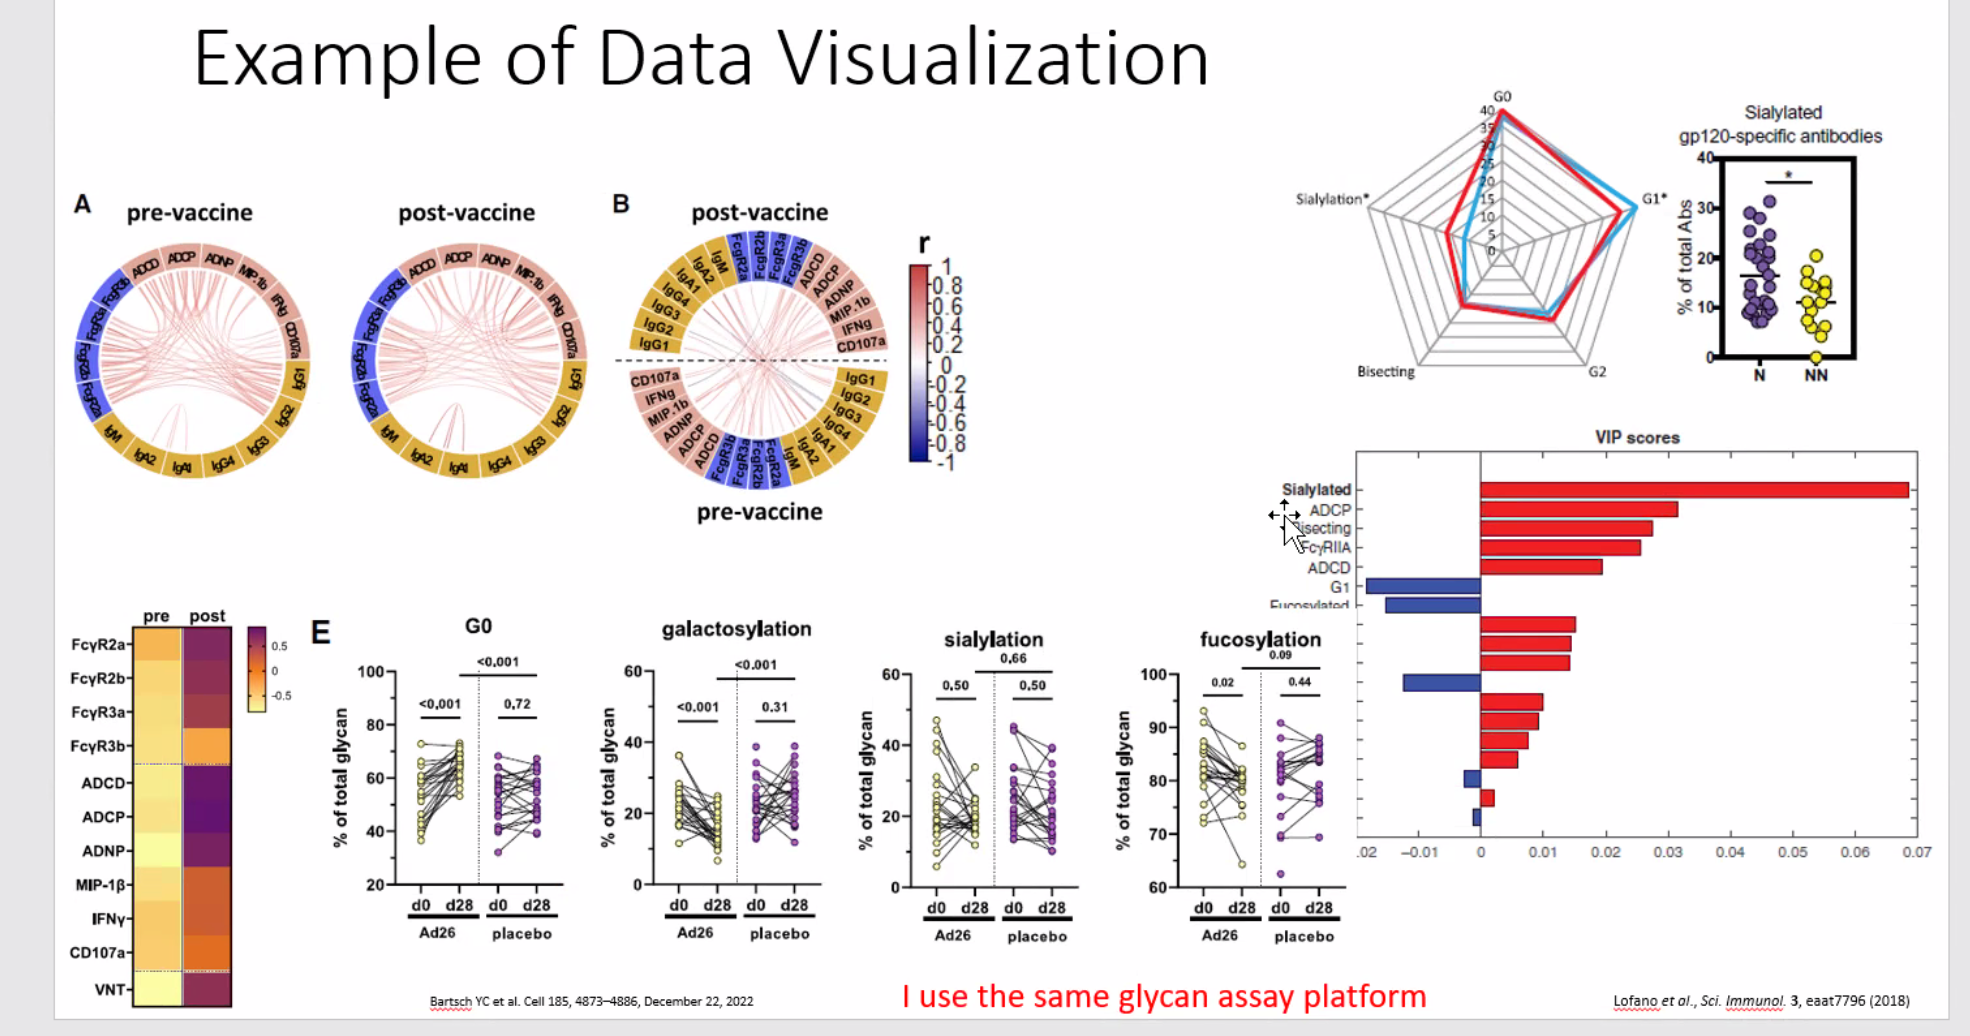 Example of Data Visualization
A
pre-vaccine
post-vaccine
ADCD
ADCP
ADNP
MIP.1b
IFNg
CD107a
IgG1
IgG2
IgG3
IgG4
IgA1
IgA2
IgM
FcgR2a
FcgR2b
FcgR3a
FcgR3b
ADCD
ADCP
ADNP
MIP.1b
IFNg
CD107a
IgG1
IgG2
IgG3
IgG4
IgA1
IgA2
IgM
FcgR2a
FcgR2b
FcgR3a
FcgR3b
B
post-vaccine
IgG1
IgG2
IgG3
IgG4
IgA1
IgA2
IgM
FcgR2a
FcgR2b
FcgR3a
FcgR3b
ADCD
ADCP
ADNP
MIP.1b
IFNg
CD107a
IgG1
IgG2
IgG3
IgG4
IgA1
IgA2
IgM
FcgR2a
FcgR2b
FcgR3a
FcgR3b
ADCD
ADCP
ADNP
MIP.1b
IFNg
CD107a
pre-vaccine
r
1
0.8
0.6
0.4
0.2
0
-0.2
-0.4
-0.6
-0.8
-1
G0
40
35
30
25
20
15
10
5
0
G1*
G2
Bisecting
Sialylation*
Sialylated
gp120-specific antibodies
% of total Abs
40
30
20
10
0
*
N
NN
VIP scores
Sialylated
ADCP
Bisecting
FcγRIIA
ADCD
G1
Fucosylated
.02
−0.01
0
0.01
0.02
0.03
0.04
0.05
0.06
0.07
pre
post
FcγR2a
FcγR2b
FcγR3a
FcγR3b
ADCD
ADCP
ADNP
MIP-1β
IFNγ
CD107a
VNT
0.5
0
-0.5
E
G0
<0.001
<0.001
0.72
% of total glycan
100
80
60
40
20
d0
d28
d0
d28
Ad26
placebo
galactosylation
<0.001
<0.001
0.31
% of total glycan
60
40
20
0
d0
d28
d0
d28
Ad26
placebo
sialylation
0.66
0.50
0.50
% of total glycan
60
40
20
0
d0
d28
d0
d28
Ad26
placebo
fucosylation
0.09
0.02
0.44
% of total glycan
100
90
80
70
60
d0
d28
d0
d28
Ad26
placebo
Bartsch YC et al. Cell 185, 4873–4886, December 22, 2022
I use the same glycan assay platform
Lofano et al., Sci. Immunol. 3, eaat7796 (2018)